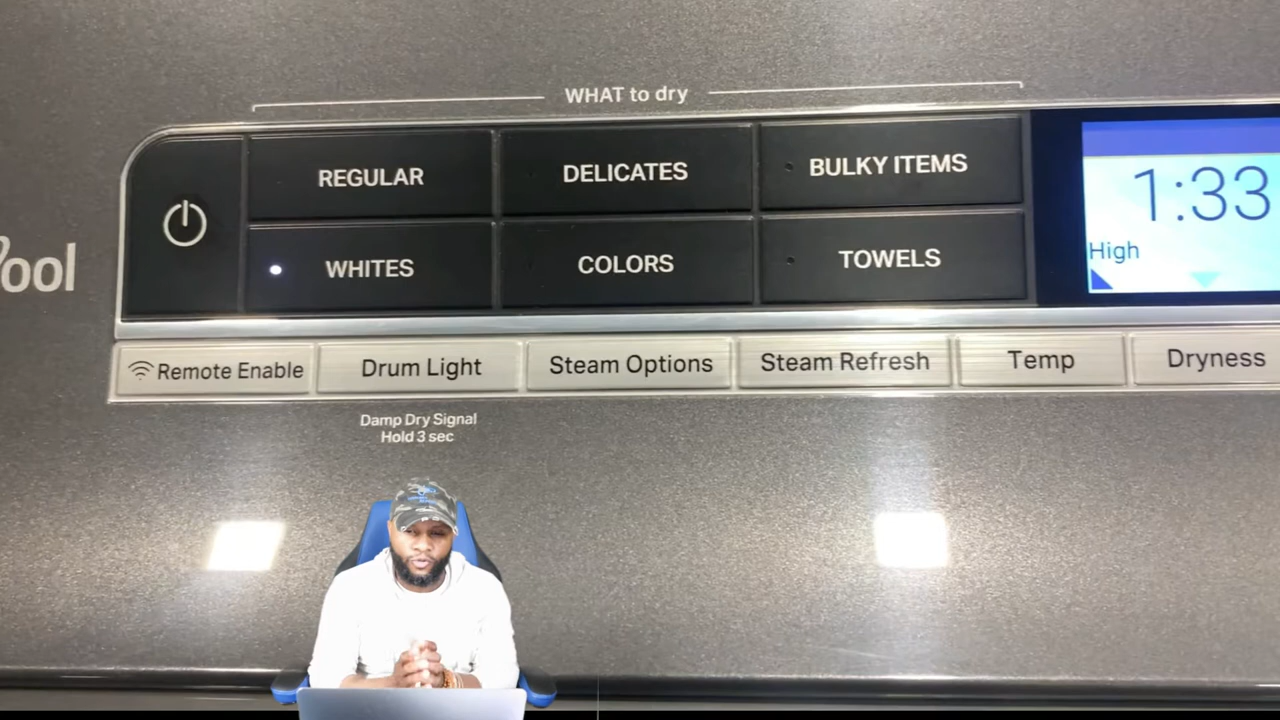 WHAT to dry
REGULAR
DELICATES
BULKY ITEMS
WHITES
COLORS
TOWELS
1:33
High
ool
Remote Enable
Drum Light
Steam Options
Steam Refresh
Temp
Dryness
Damp Dry Signal
Hold 3 sec